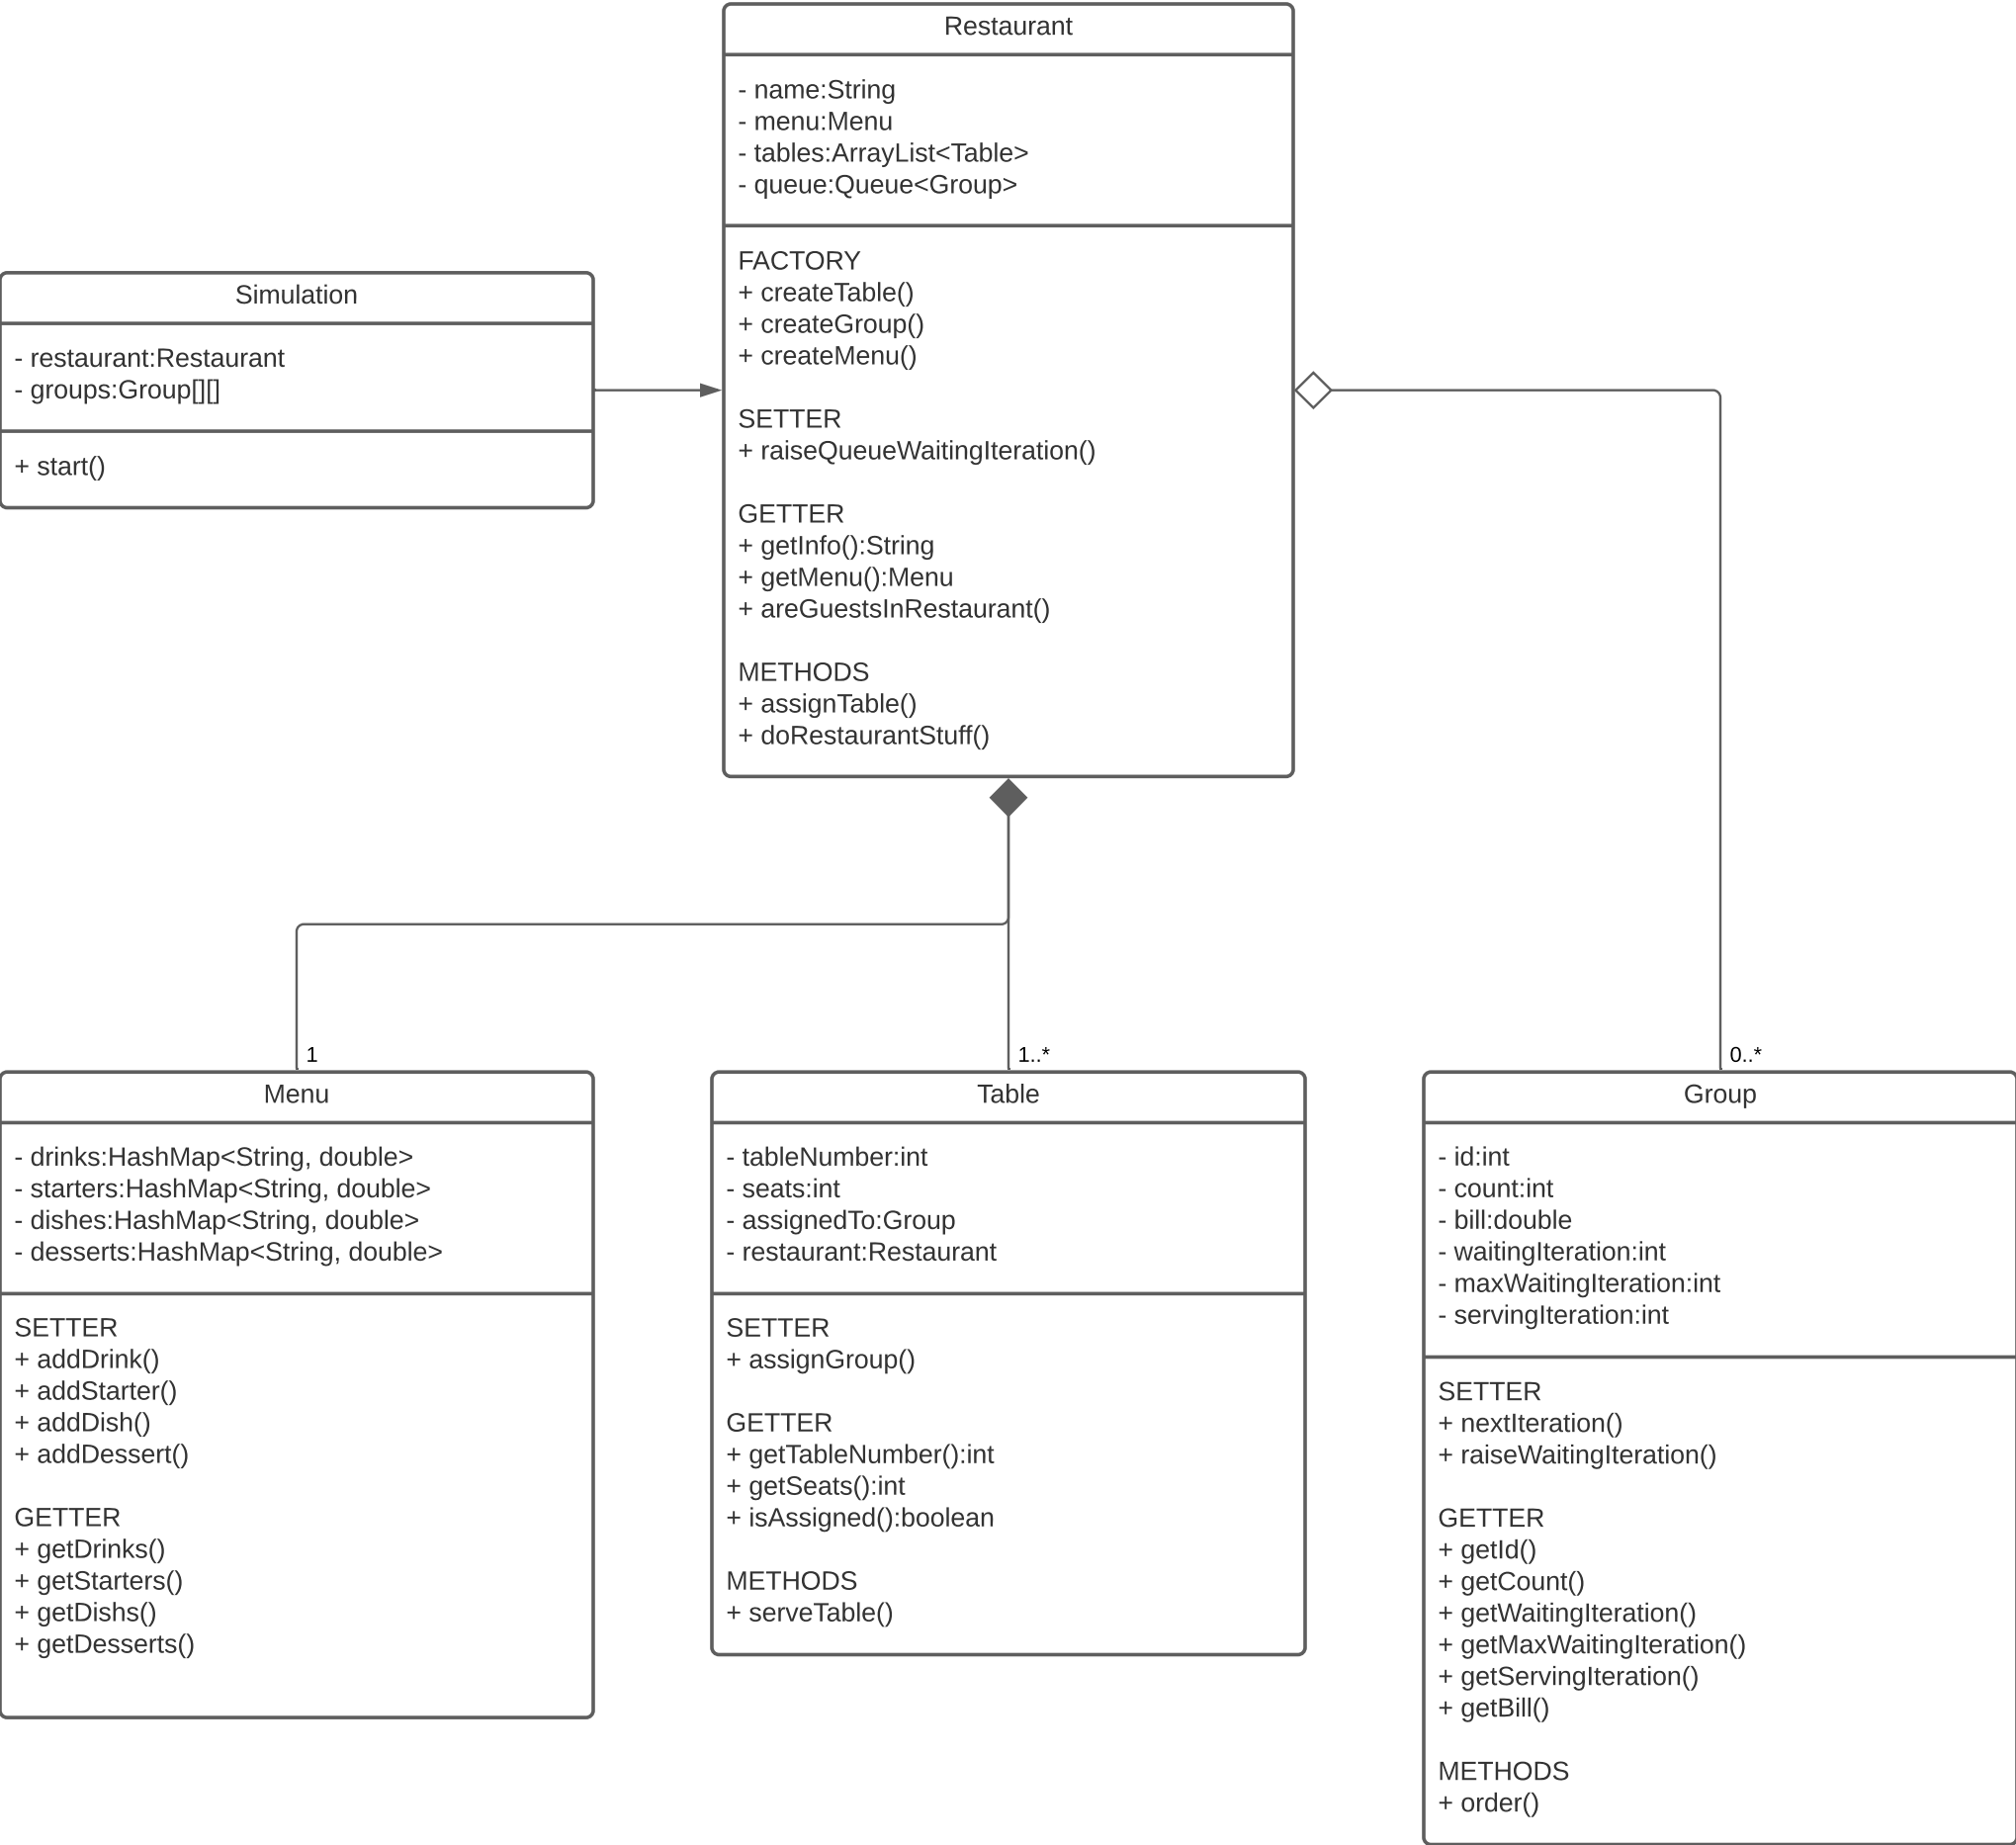 Restaurant
- name:String
- menu:Menu
- tables:ArrayList<Table>
- queue:Queue<Group>
FACTORY
+ createTable()
+ createGroup()
+ createMenu()
SETTER
+ raiseQueueWaitingIteration()
GETTER
+ getInfo():String
+ getMenu():Menu
+ areGuestsInRestaurant()
METHODS
+ assignTable()
+ doRestaurantStuff()
Simulation
- restaurant:Restaurant
- groups:Group[][]
+ start()
1
Menu
- drinks:HashMap<String, double>
- starters:HashMap<String, double>
- dishes:HashMap<String, double>
- desserts:HashMap<String, double>
SETTER
+ addDrink()
+ addStarter()
+ addDish()
+ addDessert()
GETTER
+ getDrinks()
+ getStarters()
+ getDishs()
+ getDesserts()
1..*
Table
- tableNumber:int
- seats:int
- assignedTo:Group
- restaurant:Restaurant
SETTER
+ assignGroup()
GETTER
+ getTableNumber():int
+ getSeats():int
+ isAssigned():boolean
METHODS
+ serveTable()
0..*
Group
- id:int
- count:int
- bill:double
- waitingIteration:int
- maxWaitingIteration:int
- servingIteration:int
SETTER
+ nextIteration()
+ raiseWaitingIteration()
GETTER
+ getId()
+ getCount()
+ getWaitingIteration()
+ getMaxWaitingIteration()
+ getServingIteration()
+ getBill()
METHODS
+ order()